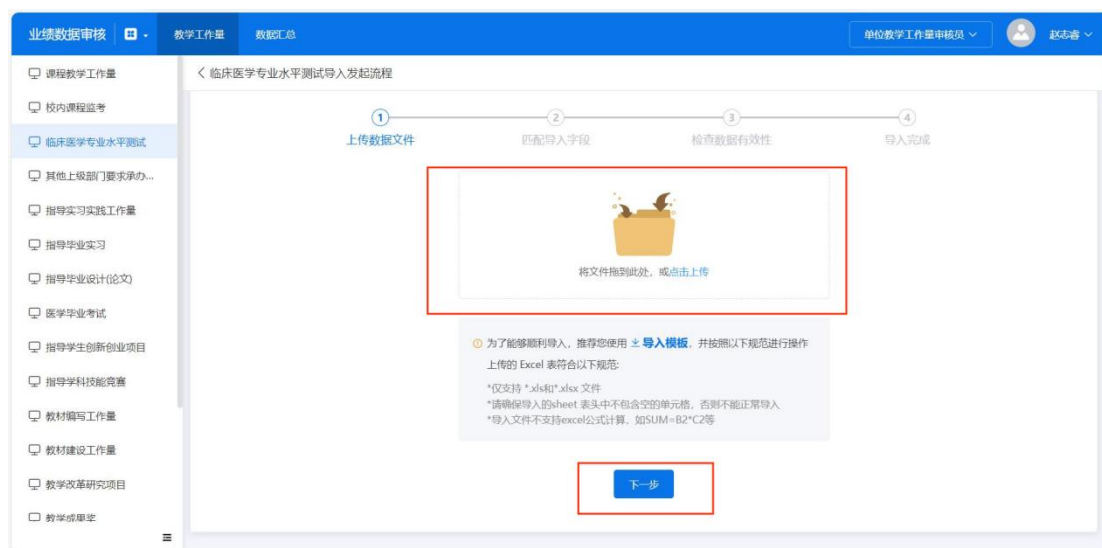 业绩数据审核
教学工作量
数据汇总
单位教学工作量审核员
赵志睿
课程教学工作量
校内课程监考
临床医学专业水平测试
其他上级部门要求承办...
指导实习实践工作量
指导毕业实习
指导毕业设计(论文)
医学毕业考试
指导学生创新创业项目
指导学科技能竞赛
教材编写工作量
教材建设工作量
教学改革研究项目
教学成果奖
临床医学专业水平测试导入发起流程
1
上传数据文件
2
匹配导入字段
3
检查数据有效性
4
导入完成
将文件拖到此处，或点击上传
为了能够顺利导入，推荐您使用 导入模板，并按照以下规范进行操作
上传的 Excel 表符合以下规范:
*仅支持 *.xls和*.xlsx 文件
*请确保导入的sheet 表头中不包含空的单元格，否则不能正常导入
*导入文件不支持excel公式计算，如SUM=B2*C2等
下一步